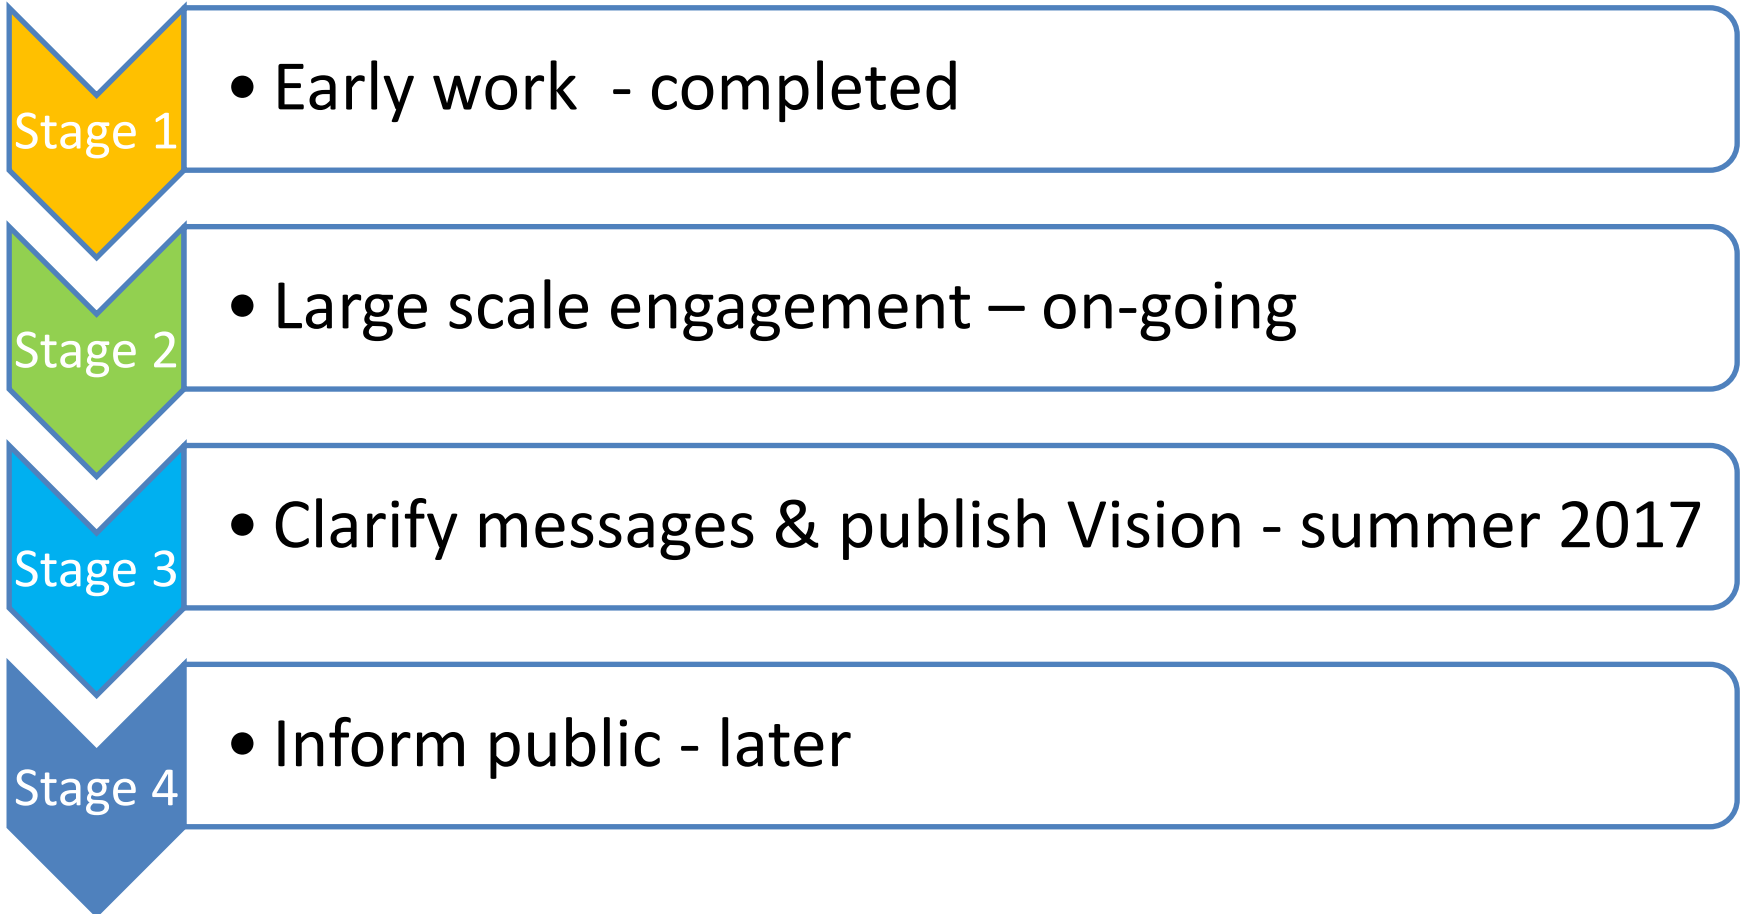 Stage 1
• Early work  - completed
Stage 2
• Large scale engagement – on-going
Stage 3
• Clarify messages & publish Vision - summer 2017
Stage 4
• Inform public - later